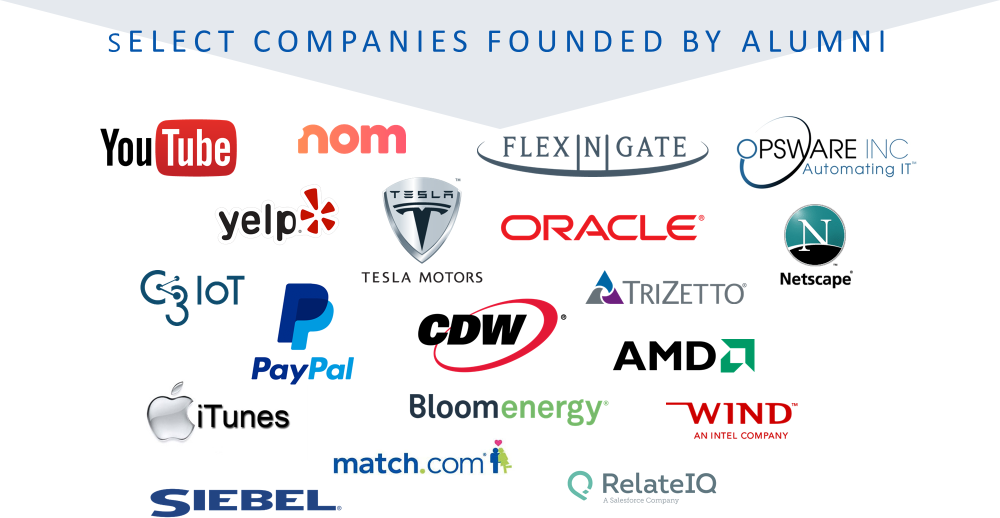 SELECT COMPANIES FOUNDED BY ALUMNI
YouTube
nom
FLEX|N|GATE
OPSWARE INC
Automating IT™
yelp®
TESLA™
TESLA MOTORS
ORACLE®
N™
Netscape®
C3 IoT
PayPal
CDW®
TRIZETTO®
AMD
iTunes
Bloomenergy®
WIND™
AN INTEL COMPANY
match.com®
RelateIQ
A Salesforce Company
SIEBEL®